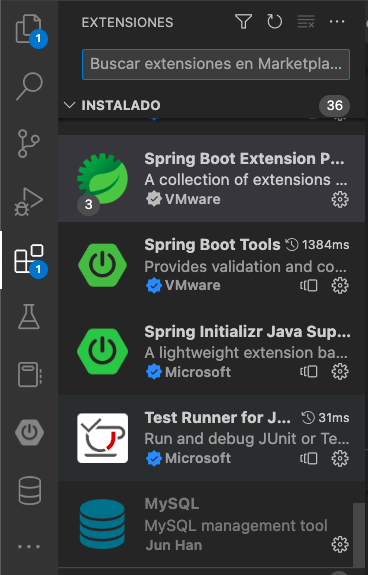 EXTENSIONES
1
Buscar extensiones en Marketpla...
INSTALADO
36
Spring Boot Extension P...
A collection of extensions ...
3
VMware
Spring Boot Tools
1384ms
Provides validation and co...
VMware
1
Spring Initializr Java Sup...
A lightweight extension ba...
Microsoft
Test Runner for J...
31ms
Run and debug JUnit or Te...
Microsoft
MySQL
MySQL management tool
Jun Han